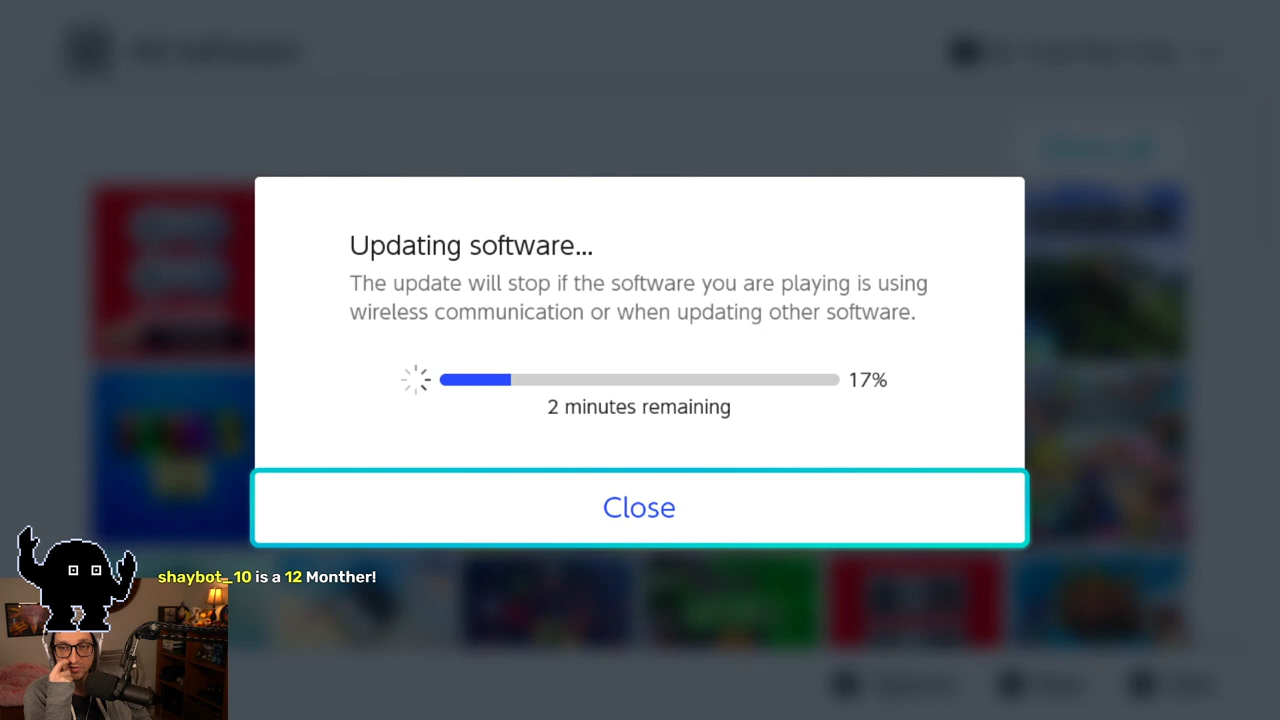 Updating software...
The update will stop if the software you are playing is using
wireless communication or when updating other software.
17%
2 minutes remaining
Close
shaybot_10 is a 12 Monther!